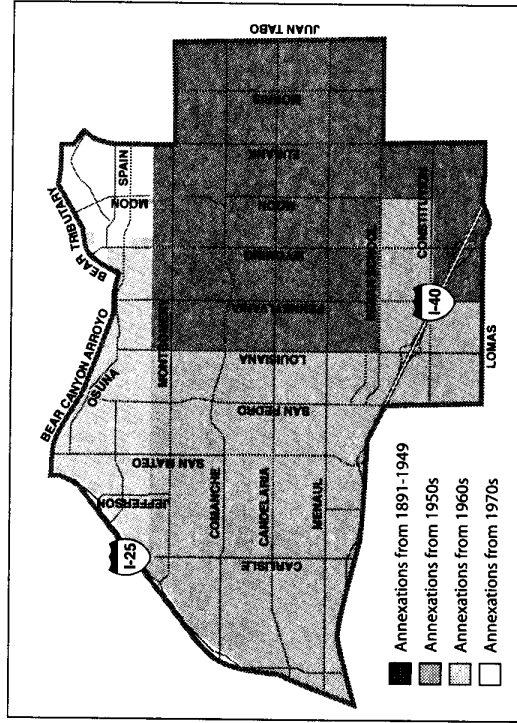 JUAN TABO
MORRIS
EUBANK
SPAIN
MOON
MOON
BEAR TRIBUTARY
WYOMING
CONSTITUTION
INDIAN SCHOOL
PENNSYLVANIA
I-40
MONTGOMERY
LOUISIANA
LOMAS
BEAR CANYON ARROYO
OSUNA
SAN PEDRO
SAN MATEO
JEFFERSON
COMANCHE
CANDELARIA
MENAUL
I-25
CARLISLE
Annexations from 1891-1949
Annexations from 1950s
Annexations from 1960s
Annexations from 1970s